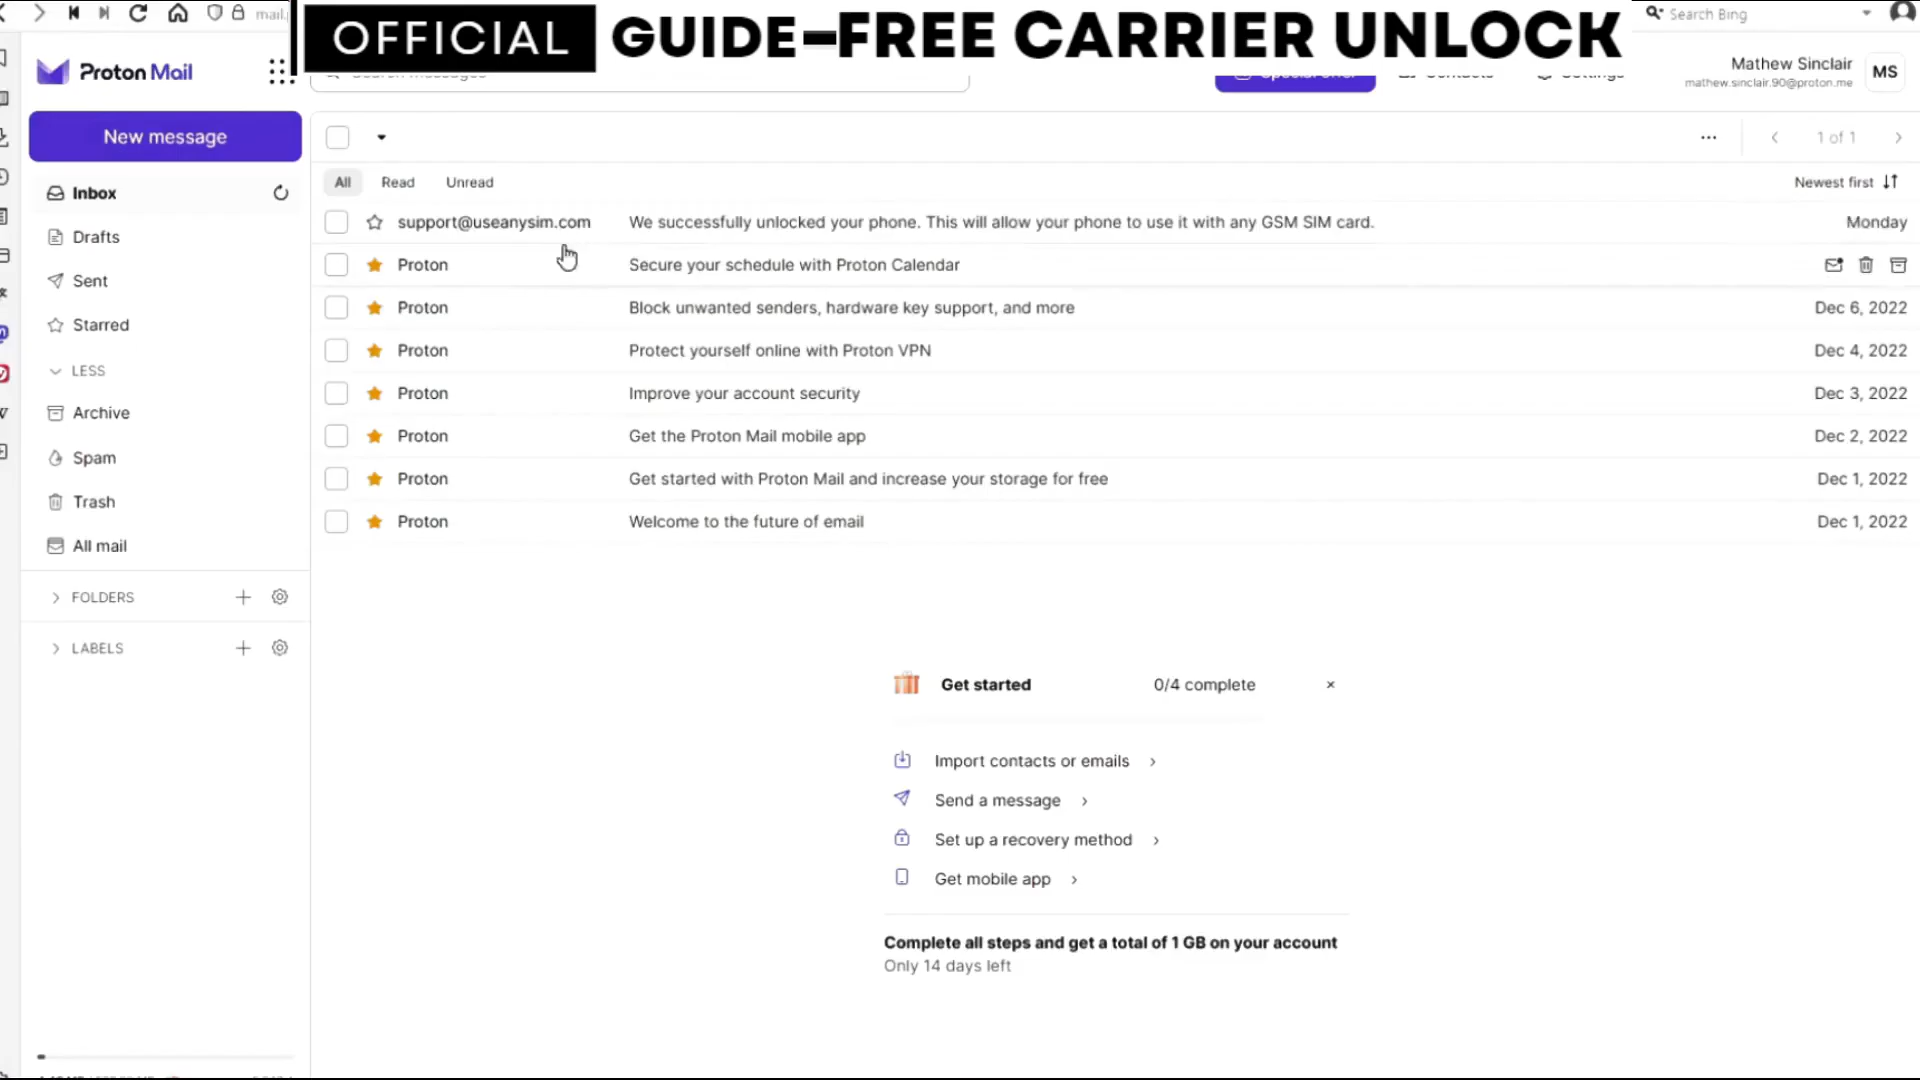 OFFICIAL GUIDE–FREE CARRIER UNLOCK
mail.
Search Bing
Proton Mail
Search messages
Special offer
Contacts
Settings
Mathew Sinclair
mathew.sinclair.90@proton.me
MS
New message
1 of 1
Inbox
Drafts
Sent
Starred
LESS
Archive
Spam
Trash
All mail
FOLDERS
LABELS
All Read Unread
Newest first
support@useanysim.com We successfully unlocked your phone. This will allow your phone to use it with any GSM SIM card. Monday
Proton Secure your schedule with Proton Calendar
Proton Block unwanted senders, hardware key support, and more Dec 6, 2022
Proton Protect yourself online with Proton VPN Dec 4, 2022
Proton Improve your account security Dec 3, 2022
Proton Get the Proton Mail mobile app Dec 2, 2022
Proton Get started with Proton Mail and increase your storage for free Dec 1, 2022
Proton Welcome to the future of email Dec 1, 2022
Get started 0/4 complete
Import contacts or emails
Send a message
Set up a recovery method
Get mobile app
Complete all steps and get a total of 1 GB on your account
Only 14 days left